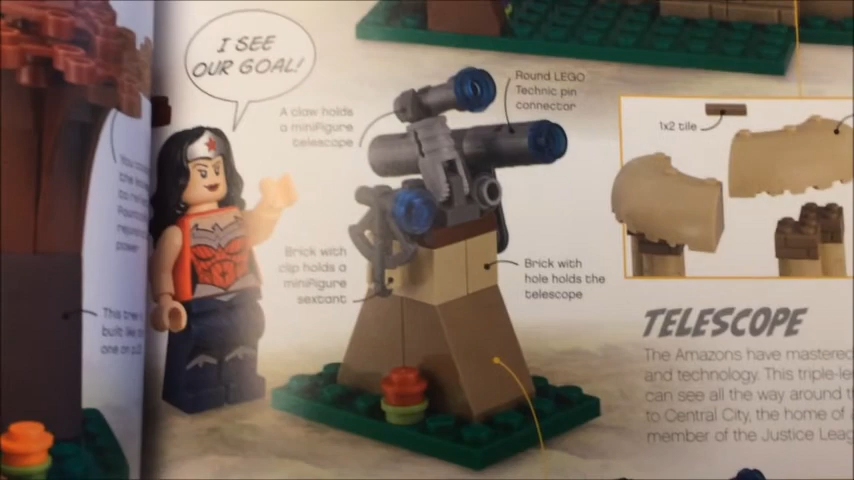 I SEE
OUR GOAL!
A claw holds
a minifigure
telescope
Round LEGO
Technic pin
connector
1x2 tile
Brick with
clip holds a
minifigure
sextant
Brick with
hole holds the
telescope
This tree
built like
one on
power
TELESCOPE
The Amazons have mastered
and technology. This triple-le
can see all the way around t
to Central City, the home of
member of the Justice Leag